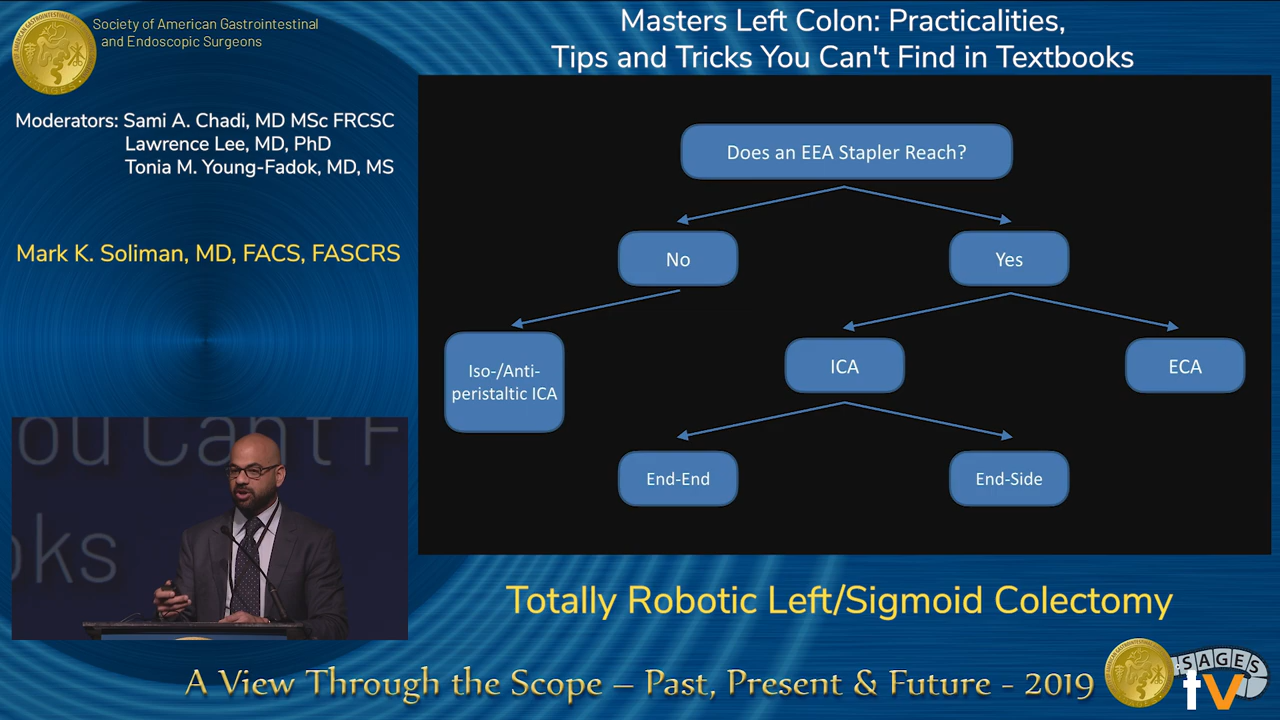 Society of American Gastrointestinal
and Endoscopic Surgeons
Masters Left Colon: Practicalities,
Tips and Tricks You Can't Find in Textbooks
Moderators: Sami A. Chadi, MD MSc FRCSC
Lawrence Lee, MD, PhD
Tonia M. Young-Fadok, MD, MS
Mark K. Soliman, MD, FACS, FASCRS
Does an EEA Stapler Reach?
No
Yes
Iso-/Anti-
peristaltic ICA
ICA
ECA
End-End
End-Side
ou Can't F
oks
Totally Robotic Left/Sigmoid Colectomy
A View Through the Scope – Past, Present & Future - 2019
SAGES
tv